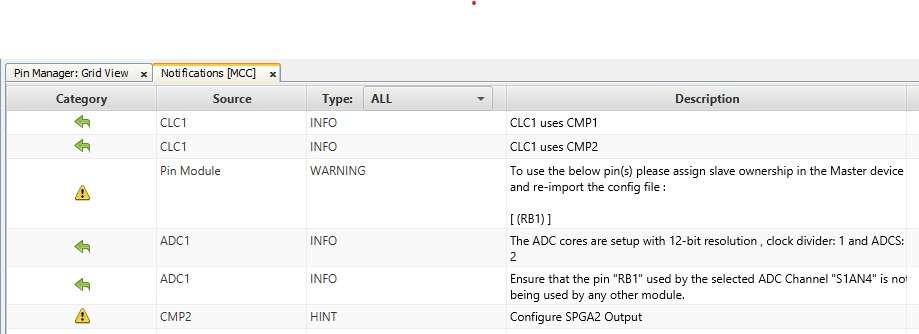 Pin Manager: Grid View × Notifications [MCC] ×
Category Source Type: ALL Description
CLC1 INFO CLC1 uses CMP1
CLC1 INFO CLC1 uses CMP2
Pin Module WARNING To use the below pin(s) please assign slave ownership in the Master device
and re-import the config file :
[ (RB1) ]
ADC1 INFO The ADC cores are setup with 12-bit resolution , clock divider: 1 and ADCS:
2
ADC1 INFO Ensure that the pin "RB1" used by the selected ADC Channel "S1AN4" is not
being used by any other module.
CMP2 HINT Configure SPGA2 Output